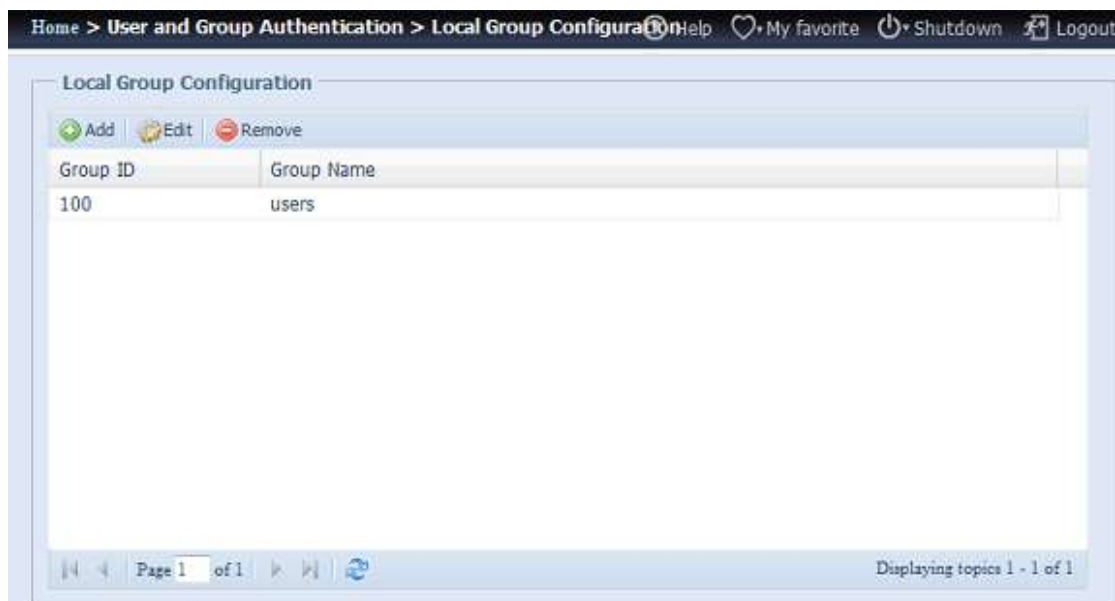 Home > User and Group Authentication > Local Group Configuration Help My favorite Shutdown Logout
Local Group Configuration
Add Edit Remove
Group ID Group Name
100 users
Page 1 of 1 Displaying topics 1 - 1 of 1